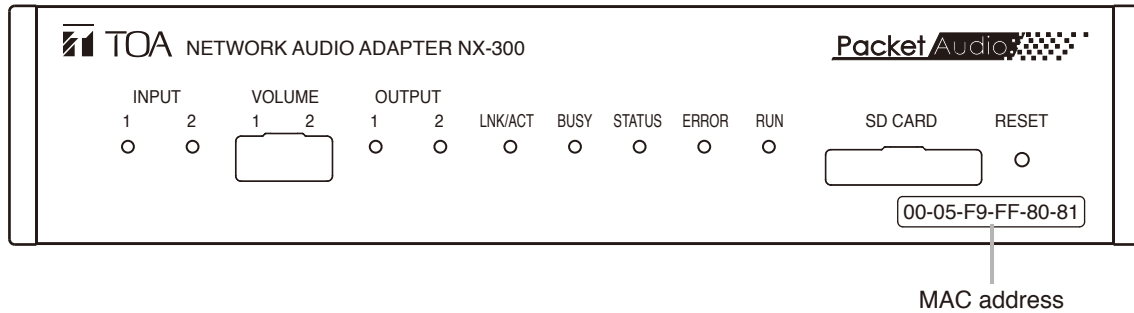 TOA NETWORK AUDIO ADAPTER NX-300
Packet Audio
INPUT VOLUME OUTPUT
1 2 1 2 1 2 LNK/ACT BUSY STATUS ERROR RUN SD CARD RESET
00-05-F9-FF-80-81
MAC address